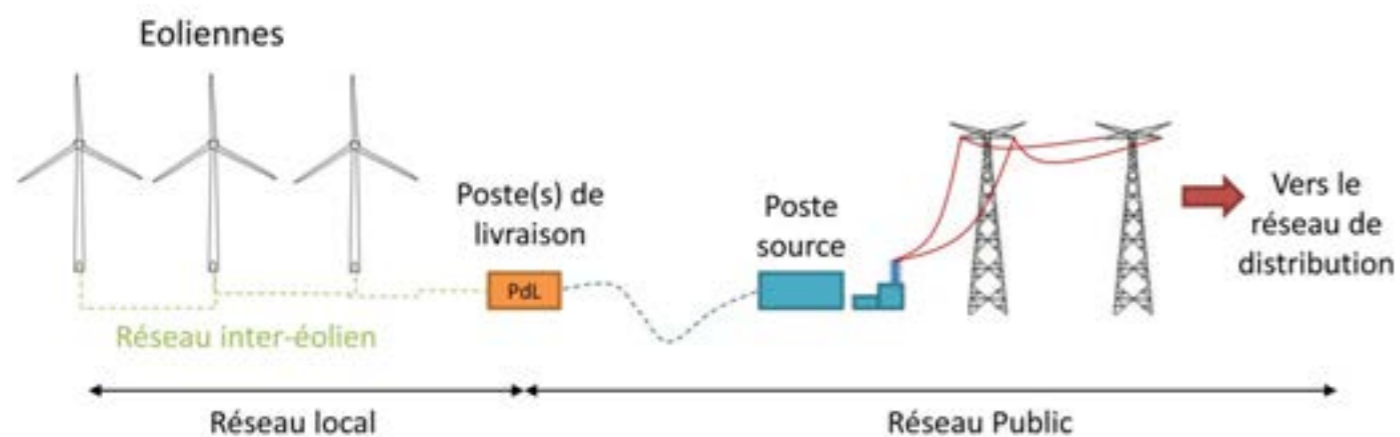 Eoliennes
Poste(s) de
livraison
PdL
Poste
source
Vers le
réseau de
distribution
Réseau inter-éolien
Réseau local
Réseau Public